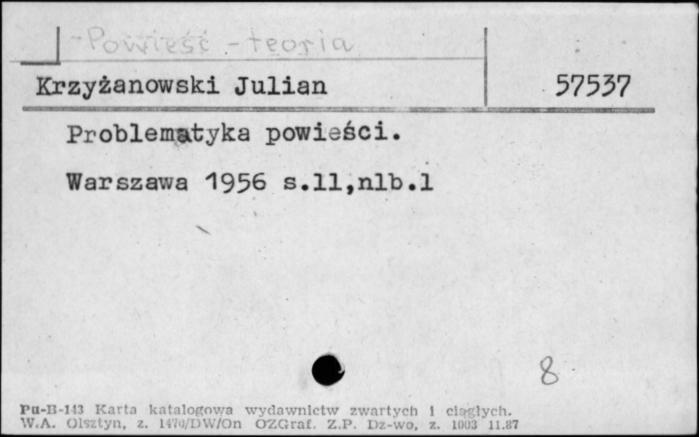 Powieść - teoria
Krzyżanowski Julian 57537
Problematyka powieści.
Warszawa 1956 s.11,nlb.1
8
Pu-B-143 Karta katalogowa wydawnictw zwartych i ciągłych.
W.A. Olsztyn, z. 1470/DW/On OZGraf. Z.P. Dz-wo, z. 1003 11.87